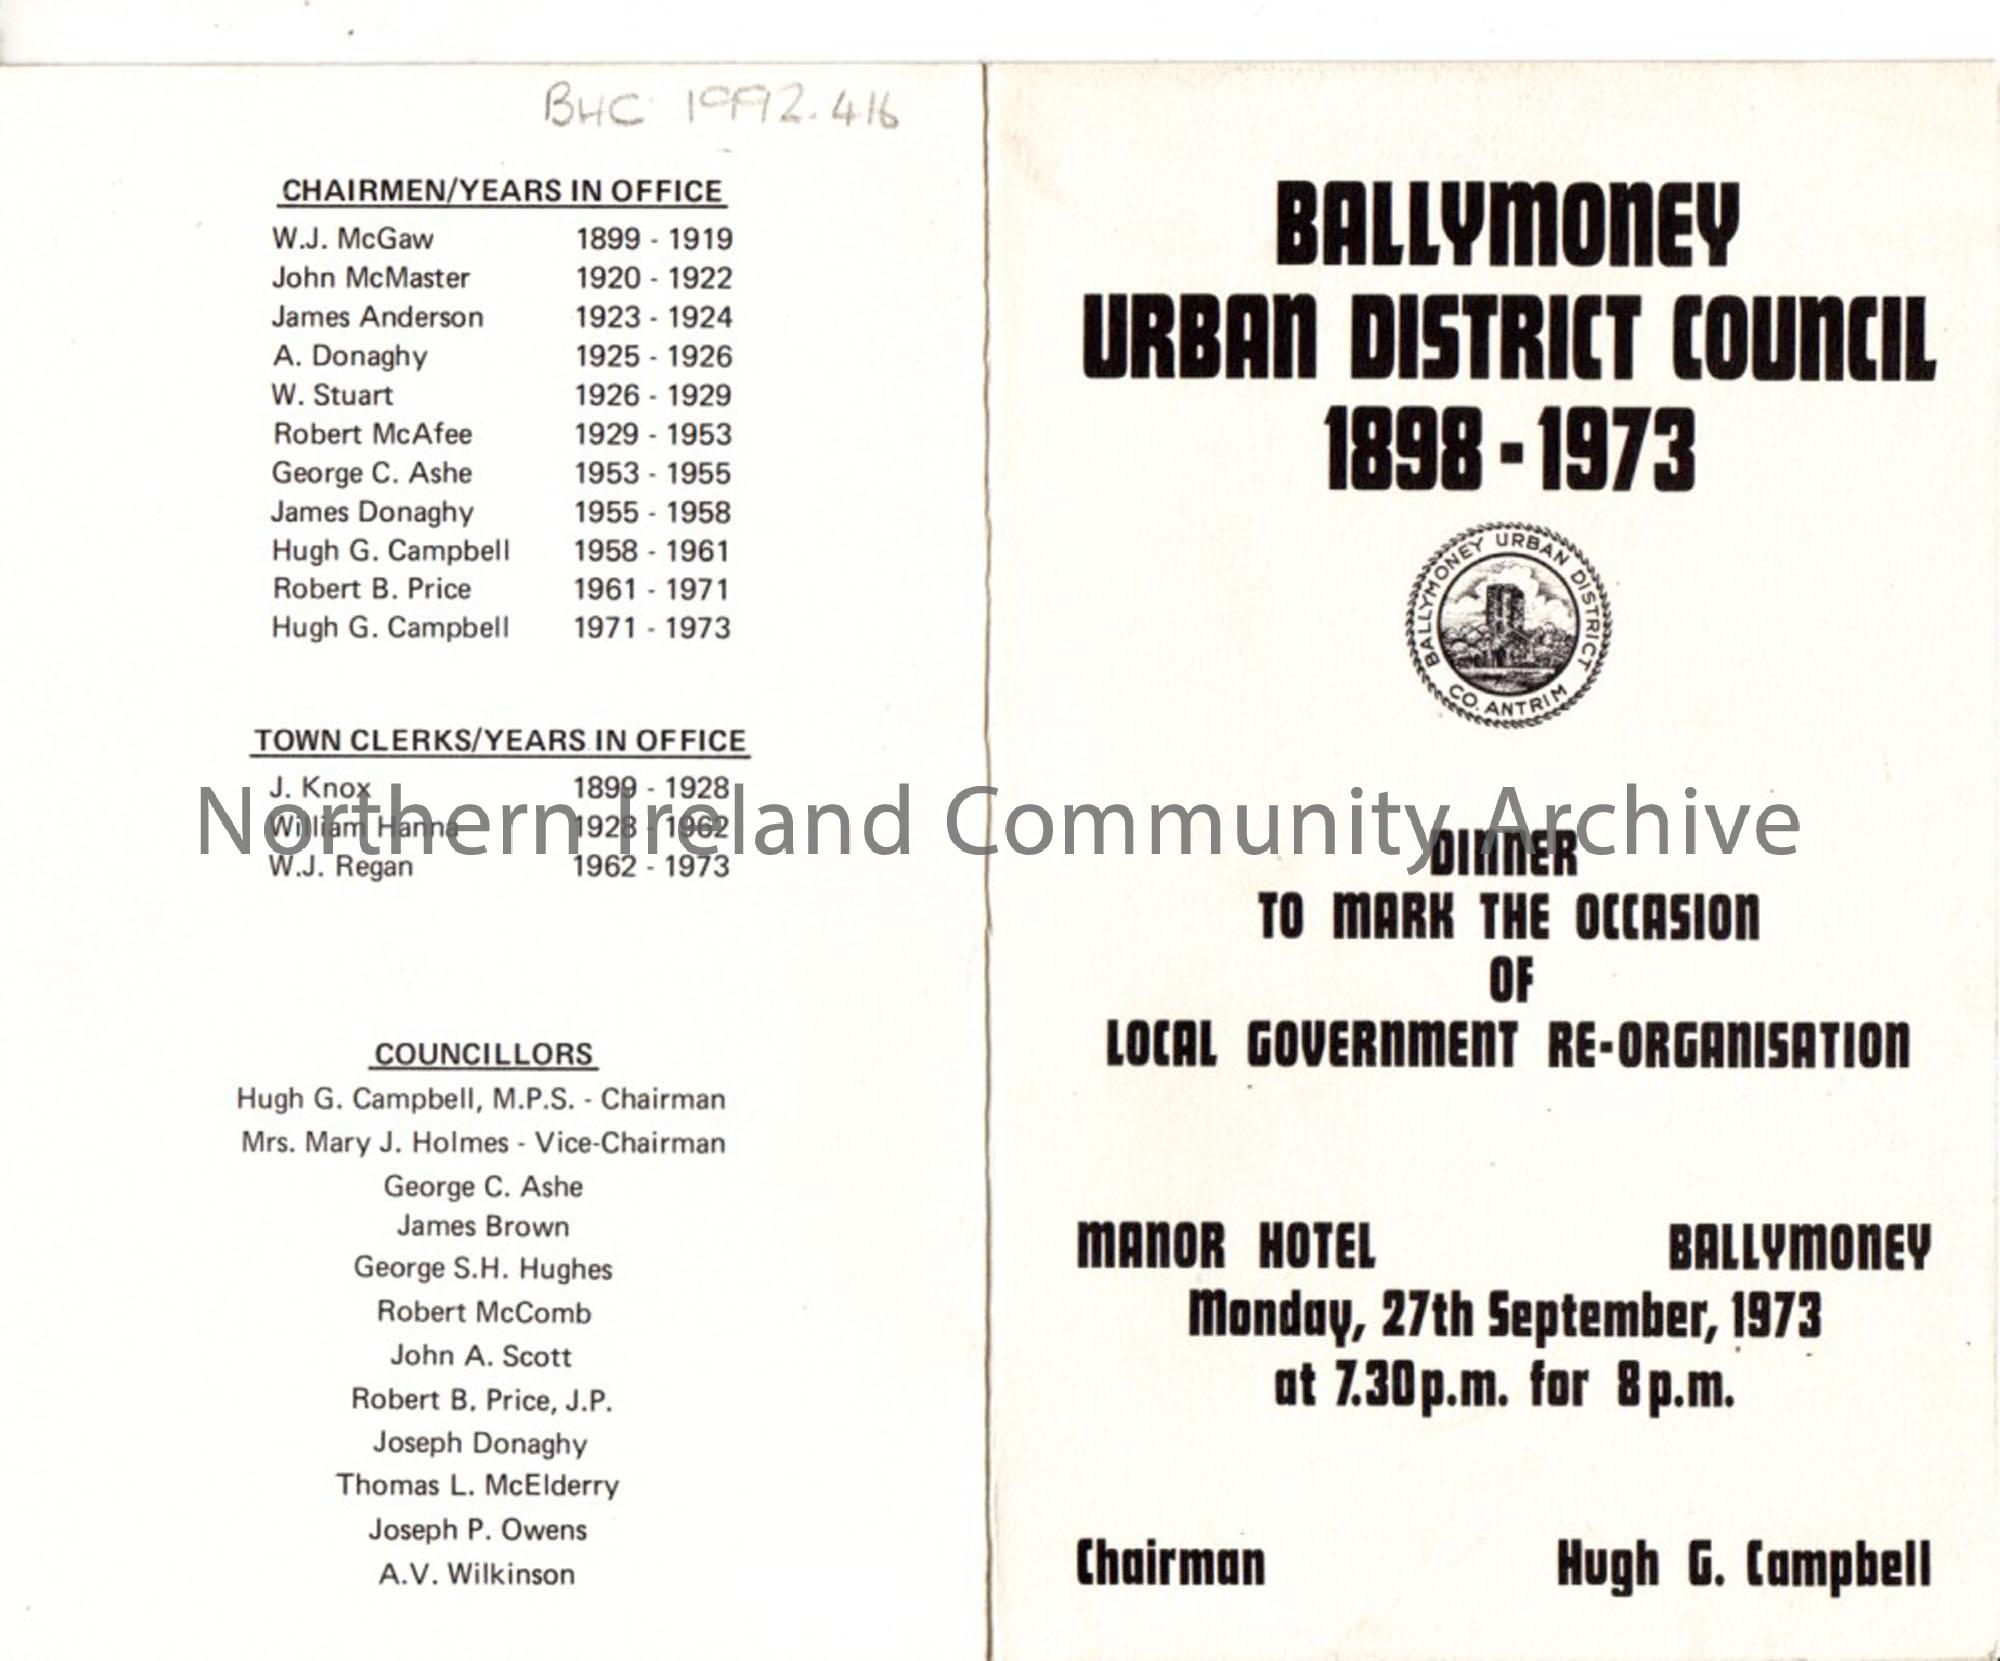 BHC 1992.416
CHAIRMEN/YEARS IN OFFICE
W.J. McGaw 1899 - 1919
John McMaster 1920 - 1922
James Anderson 1923 - 1924
A. Donaghy 1925 - 1926
W. Stuart 1926 - 1929
Robert McAfee 1929 - 1953
George C. Ashe 1953 - 1955
James Donaghy 1955 - 1958
Hugh G. Campbell 1958 - 1961
Robert B. Price 1961 - 1971
Hugh G. Campbell 1971 - 1973
TOWN CLERKS/YEARS IN OFFICE
J. Knox 1899 - 1928
William Hanna 1928 - 1962
W.J. Regan 1962 - 1973
COUNCILLORS
Hugh G. Campbell, M.P.S. - Chairman
Mrs. Mary J. Holmes - Vice-Chairman
George C. Ashe
James Brown
George S.H. Hughes
Robert McComb
John A. Scott
Robert B. Price, J.P.
Joseph Donaghy
Thomas L. McElderry
Joseph P. Owens
A.V. Wilkinson
BALLYMONEY
URBAN DISTRICT COUNCIL
1898 - 1973
BALLYMONEY URBAN DISTRICT
CO. ANTRIM
Northern Ireland Community Archive
DINNER
TO MARK THE OCCASION
OF
LOCAL GOVERNMENT RE-ORGANISATION
MANOR HOTEL BALLYMONEY
Monday, 27th September, 1973
at 7.30p.m. for 8p.m.
Chairman Hugh G. Campbell